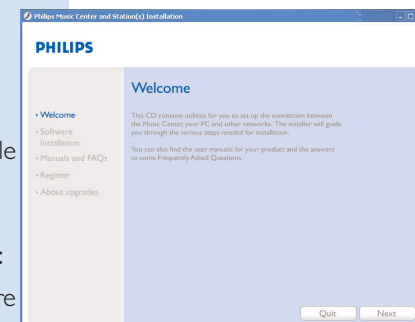 Philips Music Center and Station(s) Installation
PHILIPS
Welcome
• Welcome
• Software
Installation
• Manuals and FAQs
• Register
• About upgrades
This CD contains utilities for you to set up the connection between
the Music Center, your PC and other networks. The installer will guide
you through the various steps needed for installation.
You can also find the user manuals for your product and the answers
to some Frequently Asked Questions.
Quit
Next